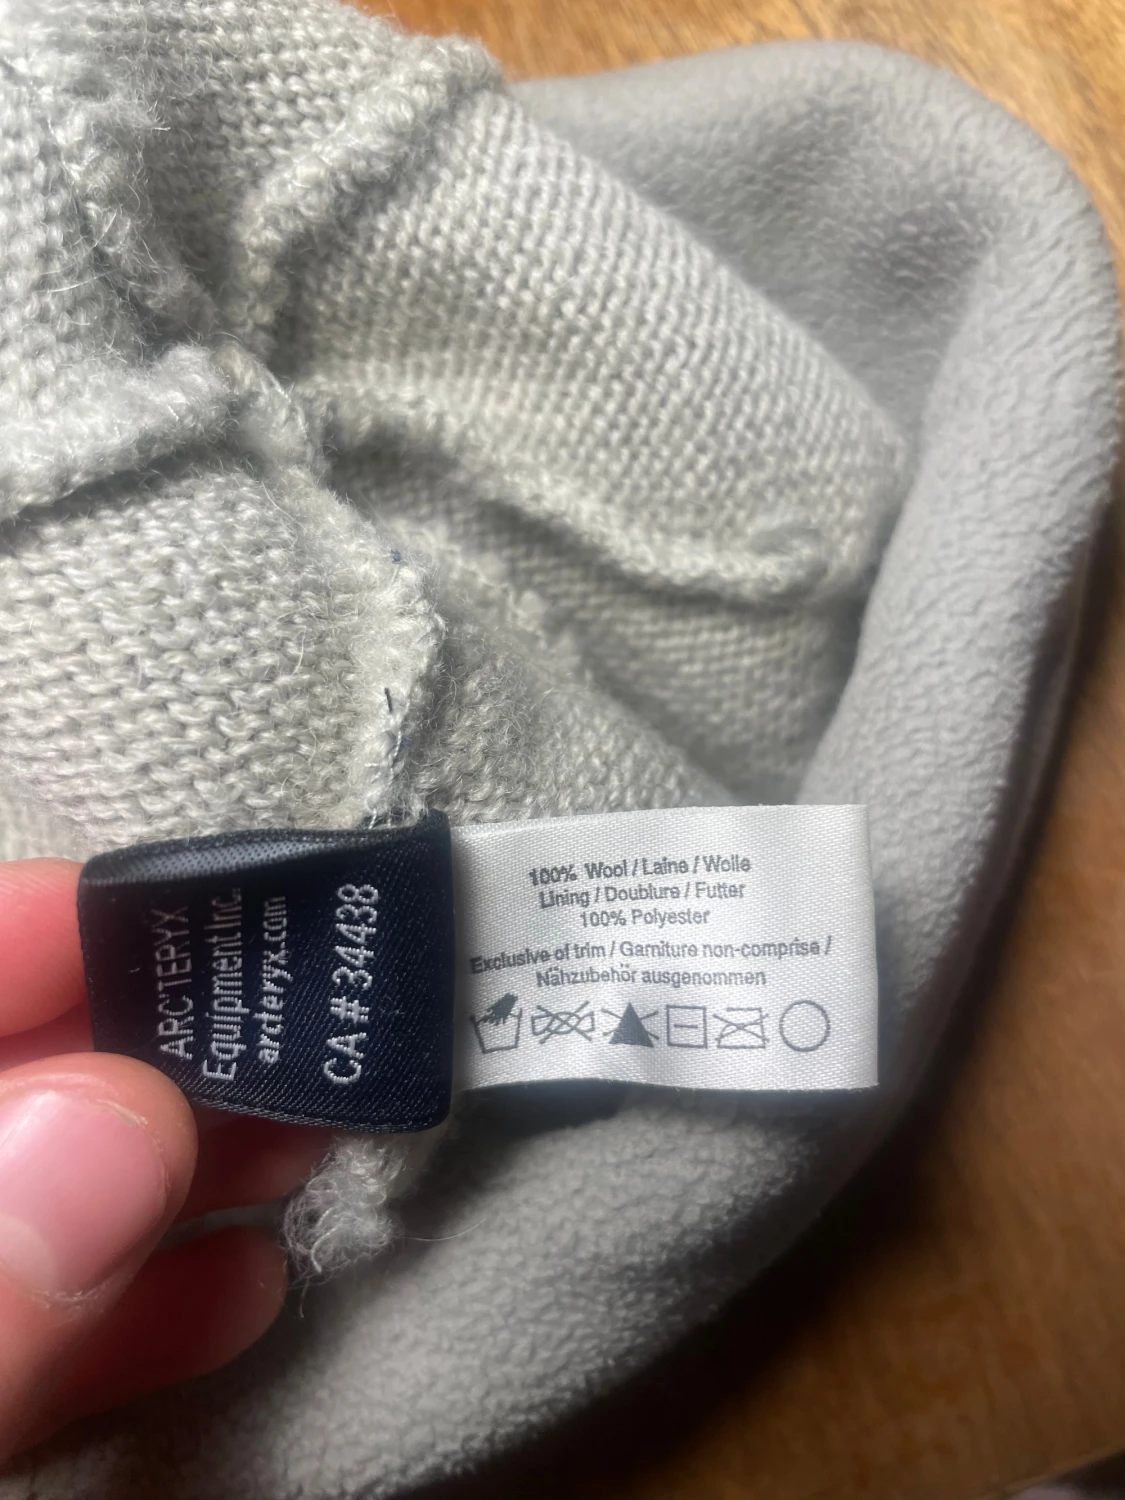 ARC'TERYX
Equipment Inc.
arcteryx.com
CA # 34438
100% Wool / Laine / Wolle
Lining / Doublure / Futter
100% Polyester
Exclusive of trim / Garniture non-comprise /
Nähzubehör ausgenommen